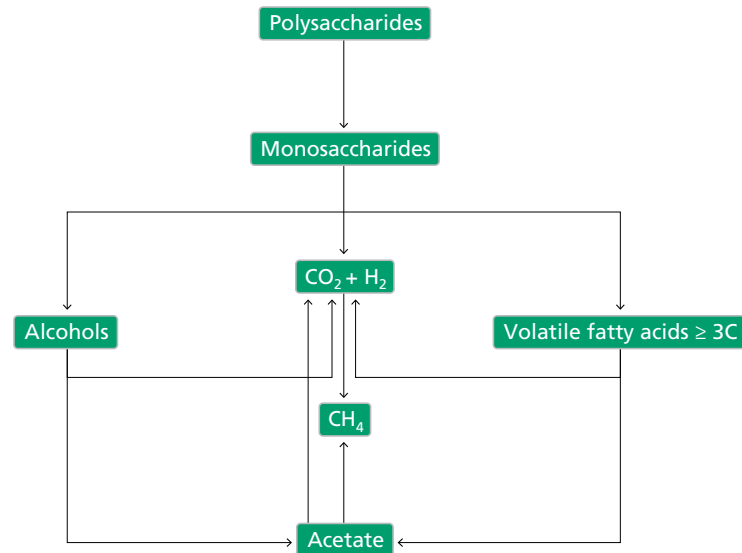 Polysaccharides
Monosaccharides
CO₂ + H₂
Alcohols
Volatile fatty acids ≥ 3C
CH₄
Acetate